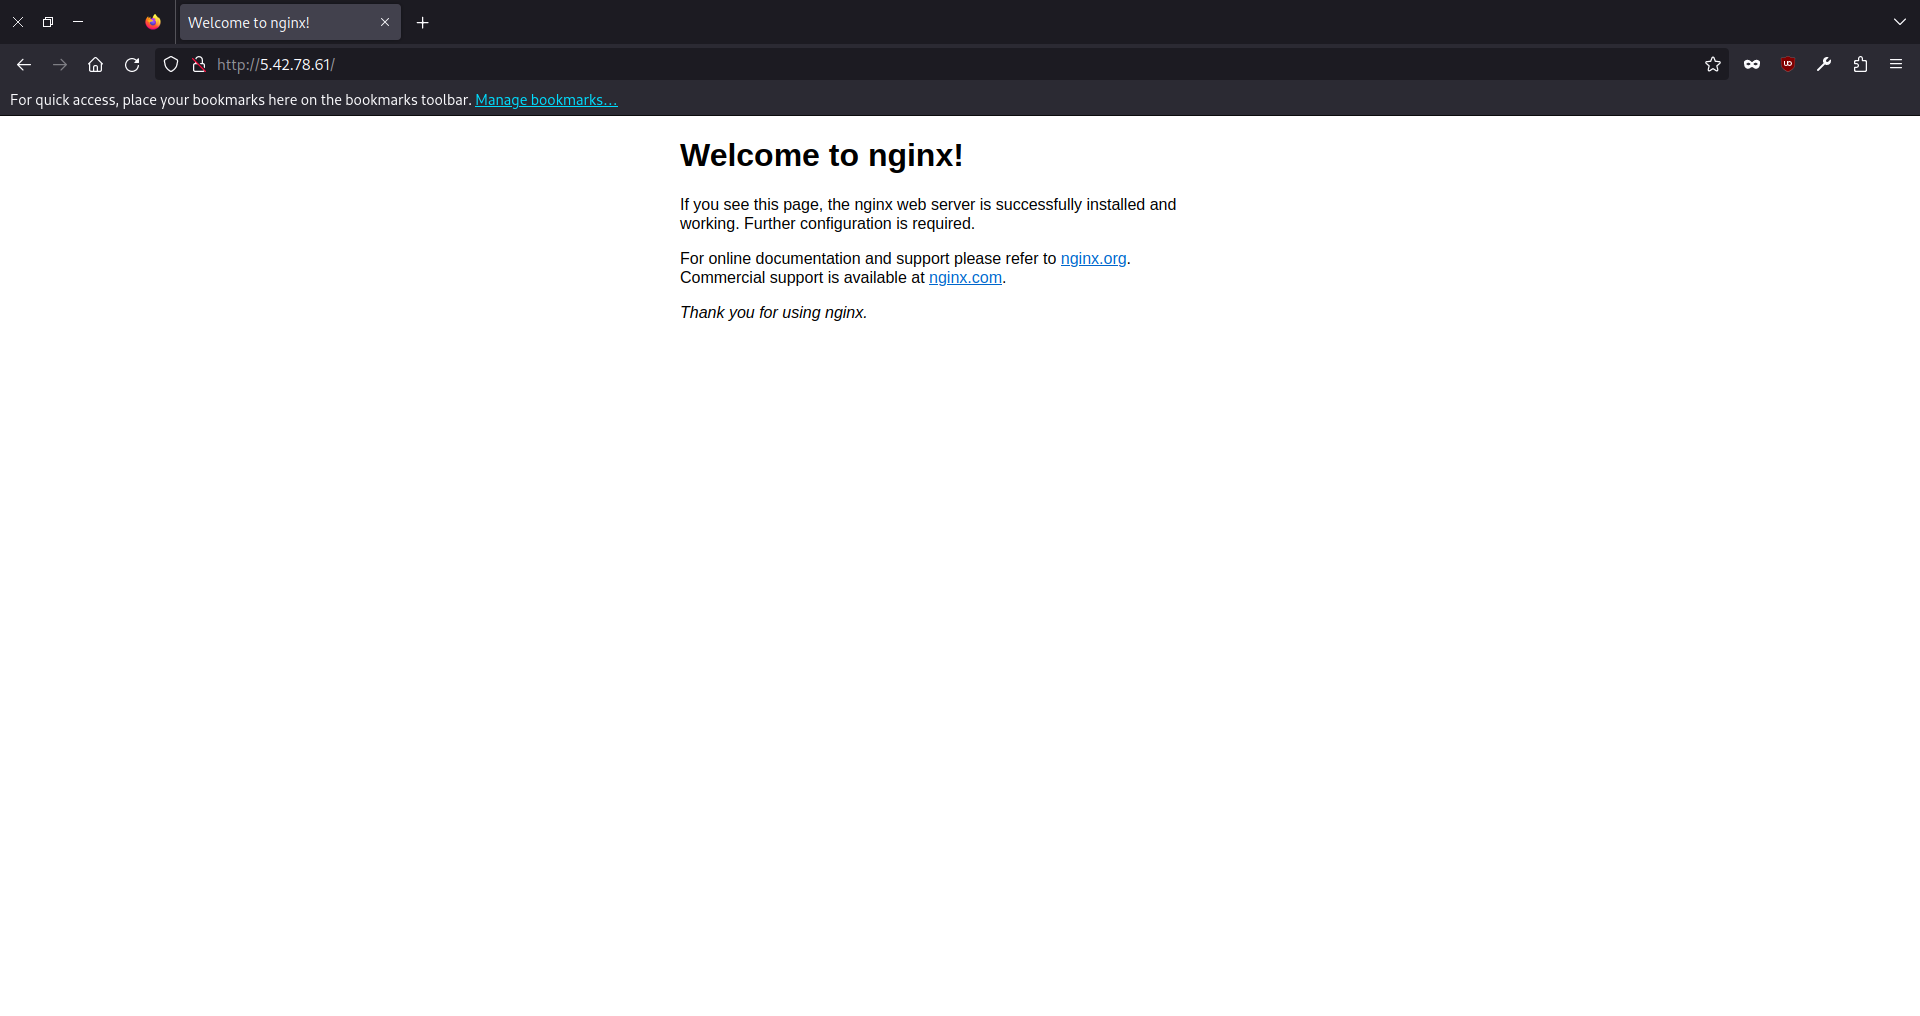 Welcome to nginx!
http://5.42.78.61/
For quick access, place your bookmarks here on the bookmarks toolbar. Manage bookmarks…
Welcome to nginx!
If you see this page, the nginx web server is successfully installed and
working. Further configuration is required.
For online documentation and support please refer to nginx.org.
Commercial support is available at nginx.com.
Thank you for using nginx.